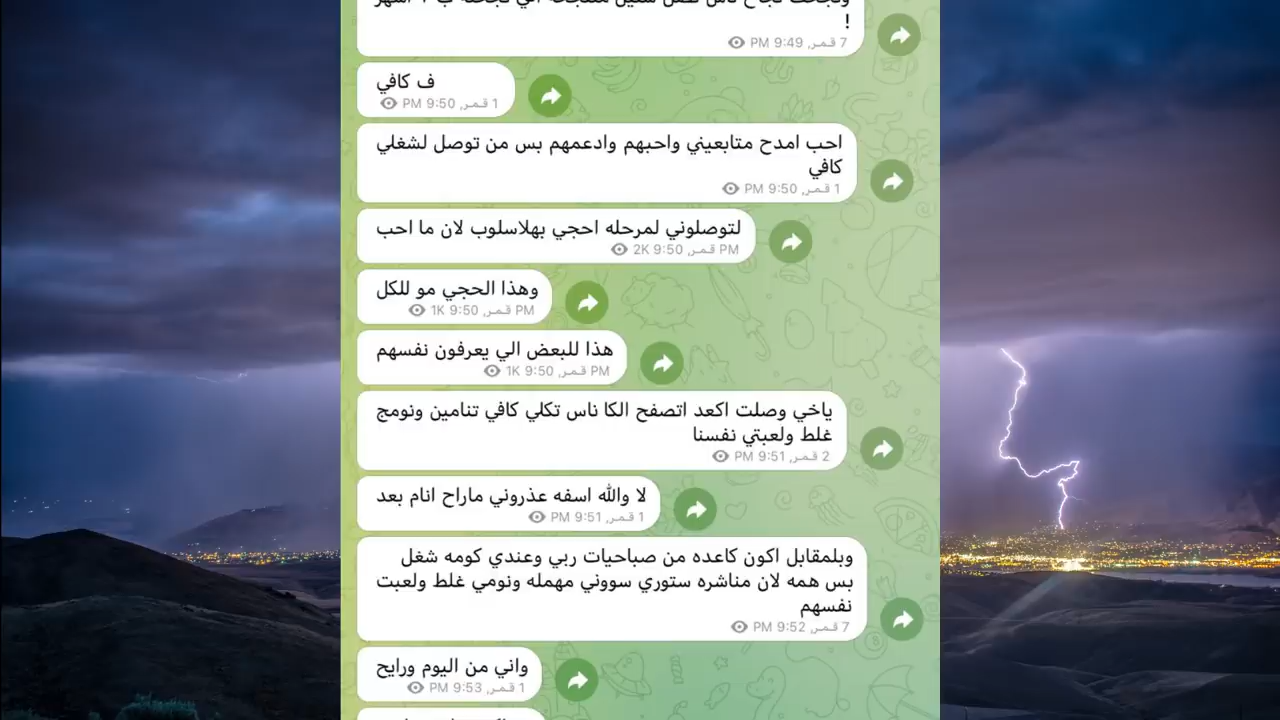 !
7 قمر, 9:49 PM
ف كافي
1 قمر, 9:50 PM
احب امدح متابعيني واحبهم وادعمهم بس من توصل لشغلي
كافي
1 قمر, 9:50 PM
لتوصلوني لمرحله احجي بهلاسلوب لان ما احب
2K قمر, 9:50 PM
وهذا الحجي مو للكل
1K قمر, 9:50 PM
هذا للبعض الي يعرفون نفسهم
1K قمر, 9:50 PM
ياخي وصلت اكعد اتصفح الكا ناس تكلي كافي تنامين ونومج
غلط ولعبتي نفسنا
2 قمر, 9:51 PM
لا والله اسفه عذروني ماراح انام بعد
1 قمر, 9:51 PM
وبلمقابل اكون كاعده من صباحيات ربي وعندي كومه شغل
بس همه لان مناشره ستوري سووني مهمله ونومي غلط ولعبت
نفسهم
7 قمر, 9:52 PM
واني من اليوم ورايح
1 قمر, 9:53 PM